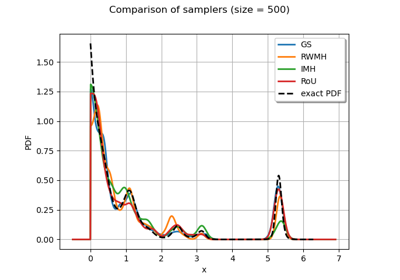 Comparison of samplers (size = 500)
GS
RWMH
IMH
RoU
exact PDF
PDF
1.50
1.25
1.00
0.75
0.50
0.25
0.00
0 1 2 3 4 5 6 7
x